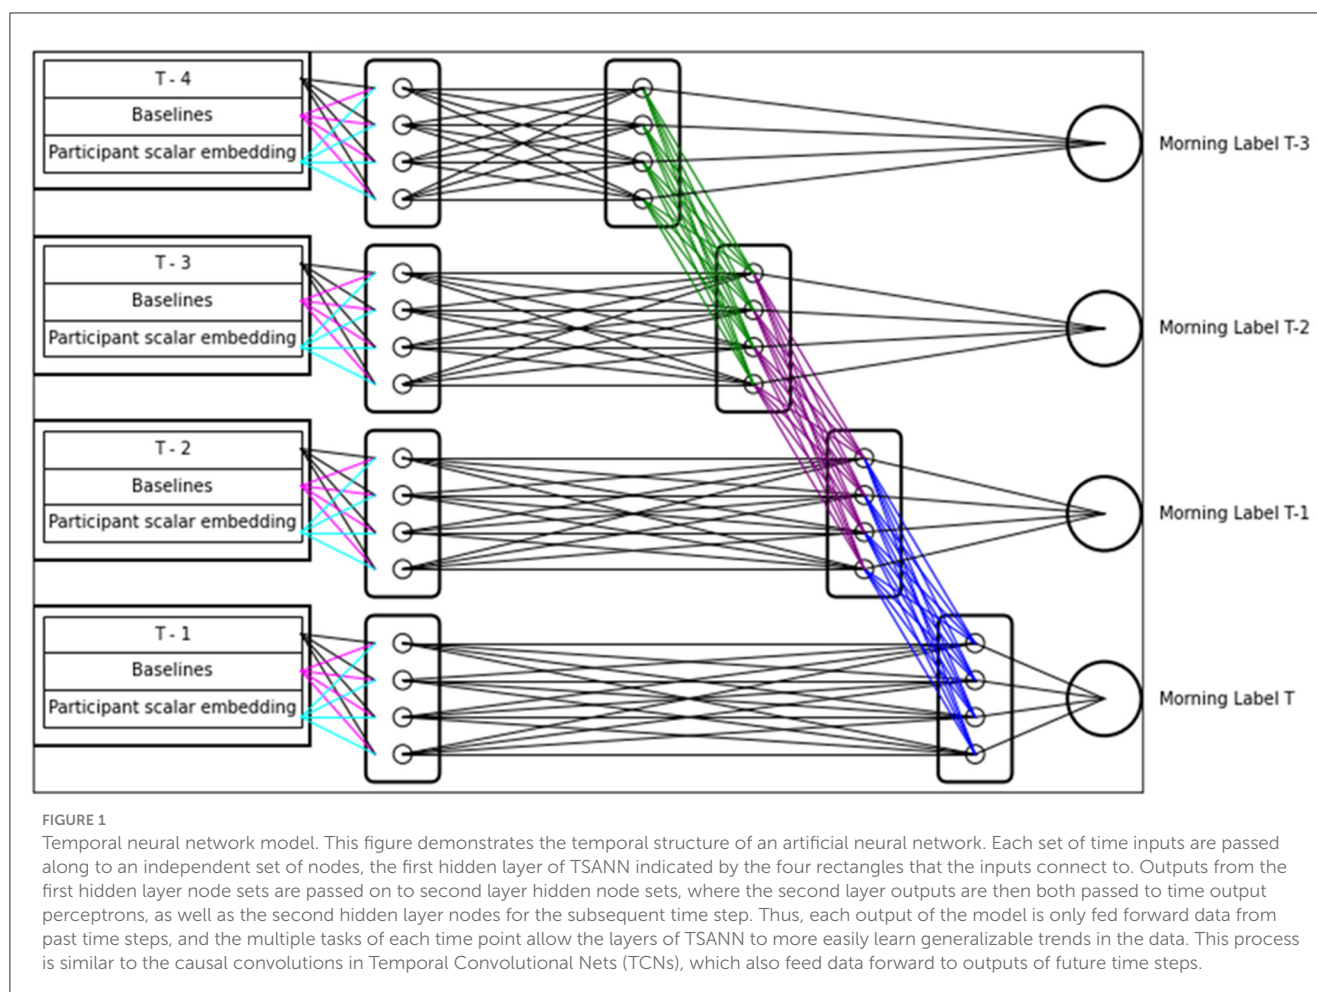 T - 4
Baselines
Participant scalar embedding
Morning Label T-3
T - 3
Baselines
Participant scalar embedding
Morning Label T-2
T - 2
Baselines
Participant scalar embedding
Morning Label T-1
T - 1
Baselines
Participant scalar embedding
Morning Label T
FIGURE 1
Temporal neural network model. This figure demonstrates the temporal structure of an artificial neural network. Each set of time inputs are passed
along to an independent set of nodes, the first hidden layer of TSANN indicated by the four rectangles that the inputs connect to. Outputs from the
first hidden layer node sets are passed on to second layer hidden node sets, where the second layer outputs are then both passed to time output
perceptrons, as well as the second hidden layer nodes for the subsequent time step. Thus, each output of the model is only fed forward data from
past time steps, and the multiple tasks of each time point allow the layers of TSANN to more easily learn generalizable trends in the data. This process
is similar to the causal convolutions in Temporal Convolutional Nets (TCNs), which also feed data forward to outputs of future time steps.